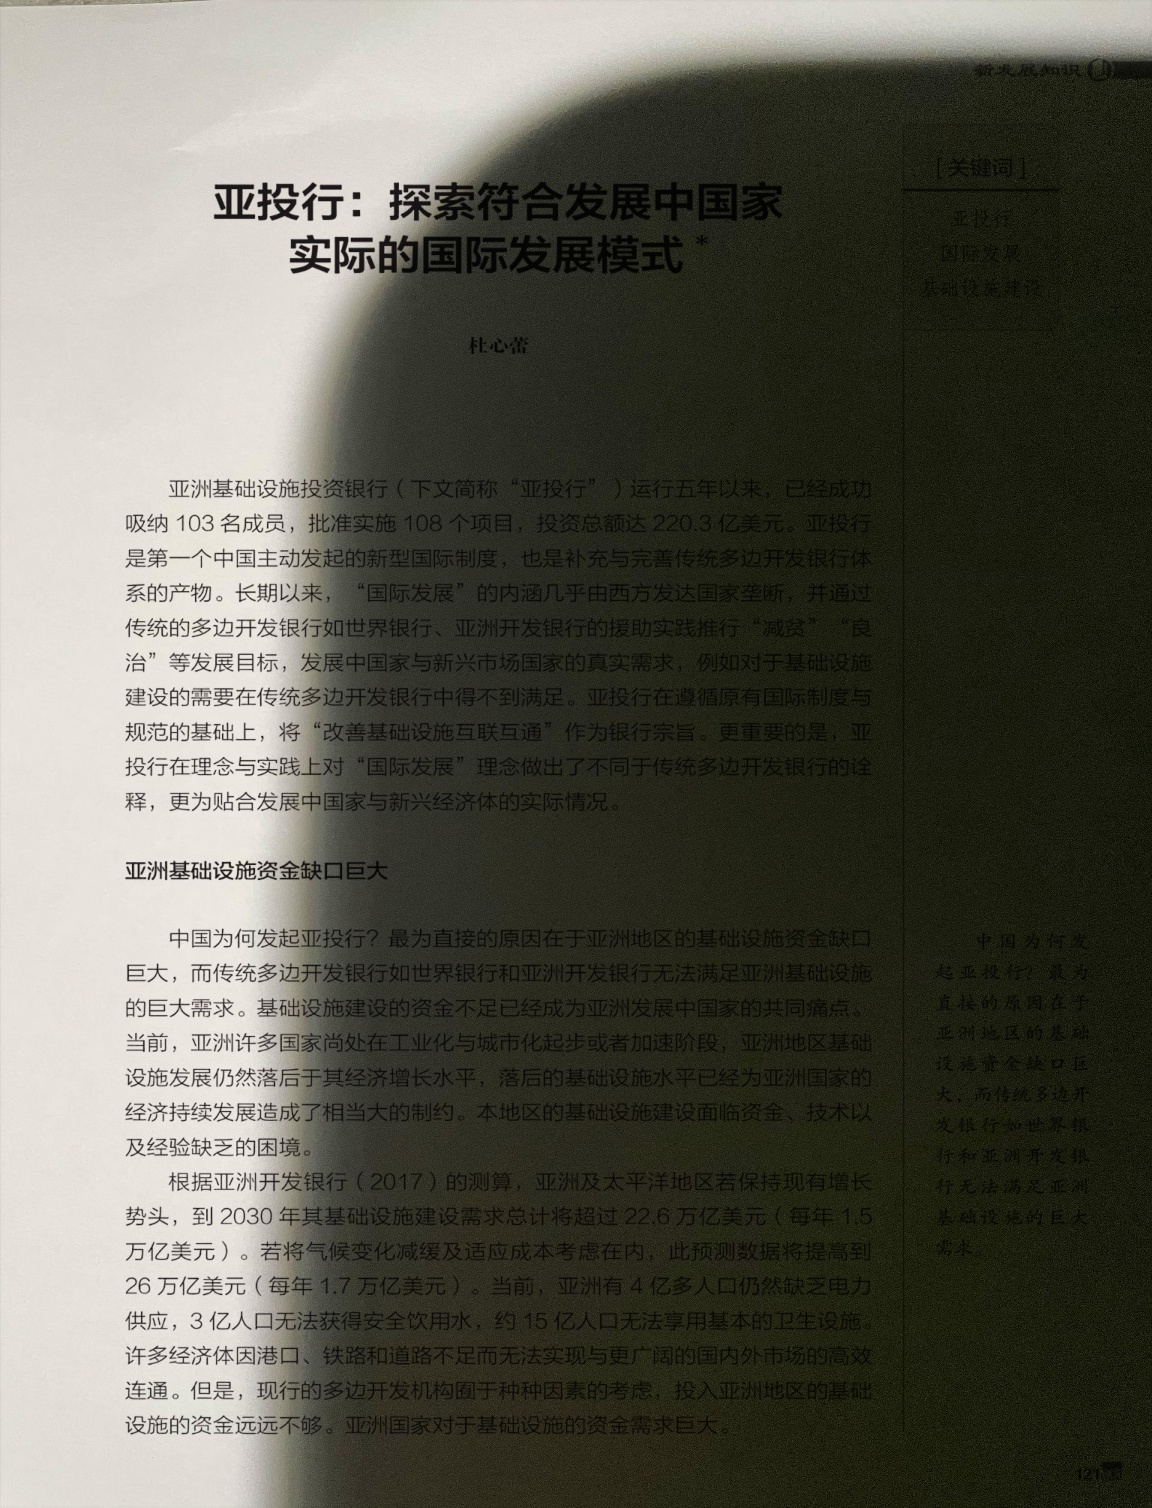 新发展知识
[关键词]
亚投行
国际发展
基础设施建设
亚投行：探索符合发展中国家
实际的国际发展模式*
杜心蕾
亚洲基础设施投资银行（下文简称“亚投行”）运行五年以来，已经成功
吸纳 103 名成员，批准实施 108 个项目，投资总额达 220.3 亿美元。亚投行
是第一个中国主动发起的新型国际制度，也是补充与完善传统多边开发银行体
系的产物。长期以来，“国际发展”的内涵几乎由西方发达国家垄断，并通过
传统的多边开发银行如世界银行、亚洲开发银行的援助实践推行“减贫”“良
治”等发展目标，发展中国家与新兴市场国家的真实需求，例如对于基础设施
建设的需要在传统多边开发银行中得不到满足。亚投行在遵循原有国际制度与
规范的基础上，将“改善基础设施互联互通”作为银行宗旨。更重要的是，亚
投行在理念与实践上对“国际发展”理念做出了不同于传统多边开发银行的诠
释，更为贴合发展中国家与新兴经济体的实际情况。
亚洲基础设施资金缺口巨大
中国为何发起亚投行？最为直接的原因在于亚洲地区的基础设施资金缺口
巨大，而传统多边开发银行如世界银行和亚洲开发银行无法满足亚洲基础设施
的巨大需求。基础设施建设的资金不足已经成为亚洲发展中国家的共同痛点。
当前，亚洲许多国家尚处在工业化与城市化起步或者加速阶段，亚洲地区基础
设施发展仍然落后于其经济增长水平，落后的基础设施水平已经为亚洲国家的
经济持续发展造成了相当大的制约。本地区的基础设施建设面临资金、技术以
及经验缺乏的困境。
根据亚洲开发银行（2017）的测算，亚洲及太平洋地区若保持现有增长
势头，到 2030 年其基础设施建设需求总计将超过 22.6 万亿美元（每年 1.5
万亿美元）。若将气候变化减缓及适应成本考虑在内，此预测数据将提高到
26 万亿美元（每年 1.7 万亿美元）。当前，亚洲有 4 亿多人口仍然缺乏电力
供应，3 亿人口无法获得安全饮用水，约 15 亿人口无法享用基本的卫生设施。
许多经济体因港口、铁路和道路不足而无法实现与更广阔的国内外市场的高效
连通。但是，现行的多边开发机构囿于种种因素的考虑，投入亚洲地区的基础
设施的资金远远不够。亚洲国家对于基础设施的资金需求巨大。
中国为何发
起亚投行？最为
直接的原因在于
亚洲地区的基础
设施资金缺口巨
大，而传统多边开
发银行如世界银
行和亚洲开发银
行无法满足亚洲
基础设施的巨大
需求。
121